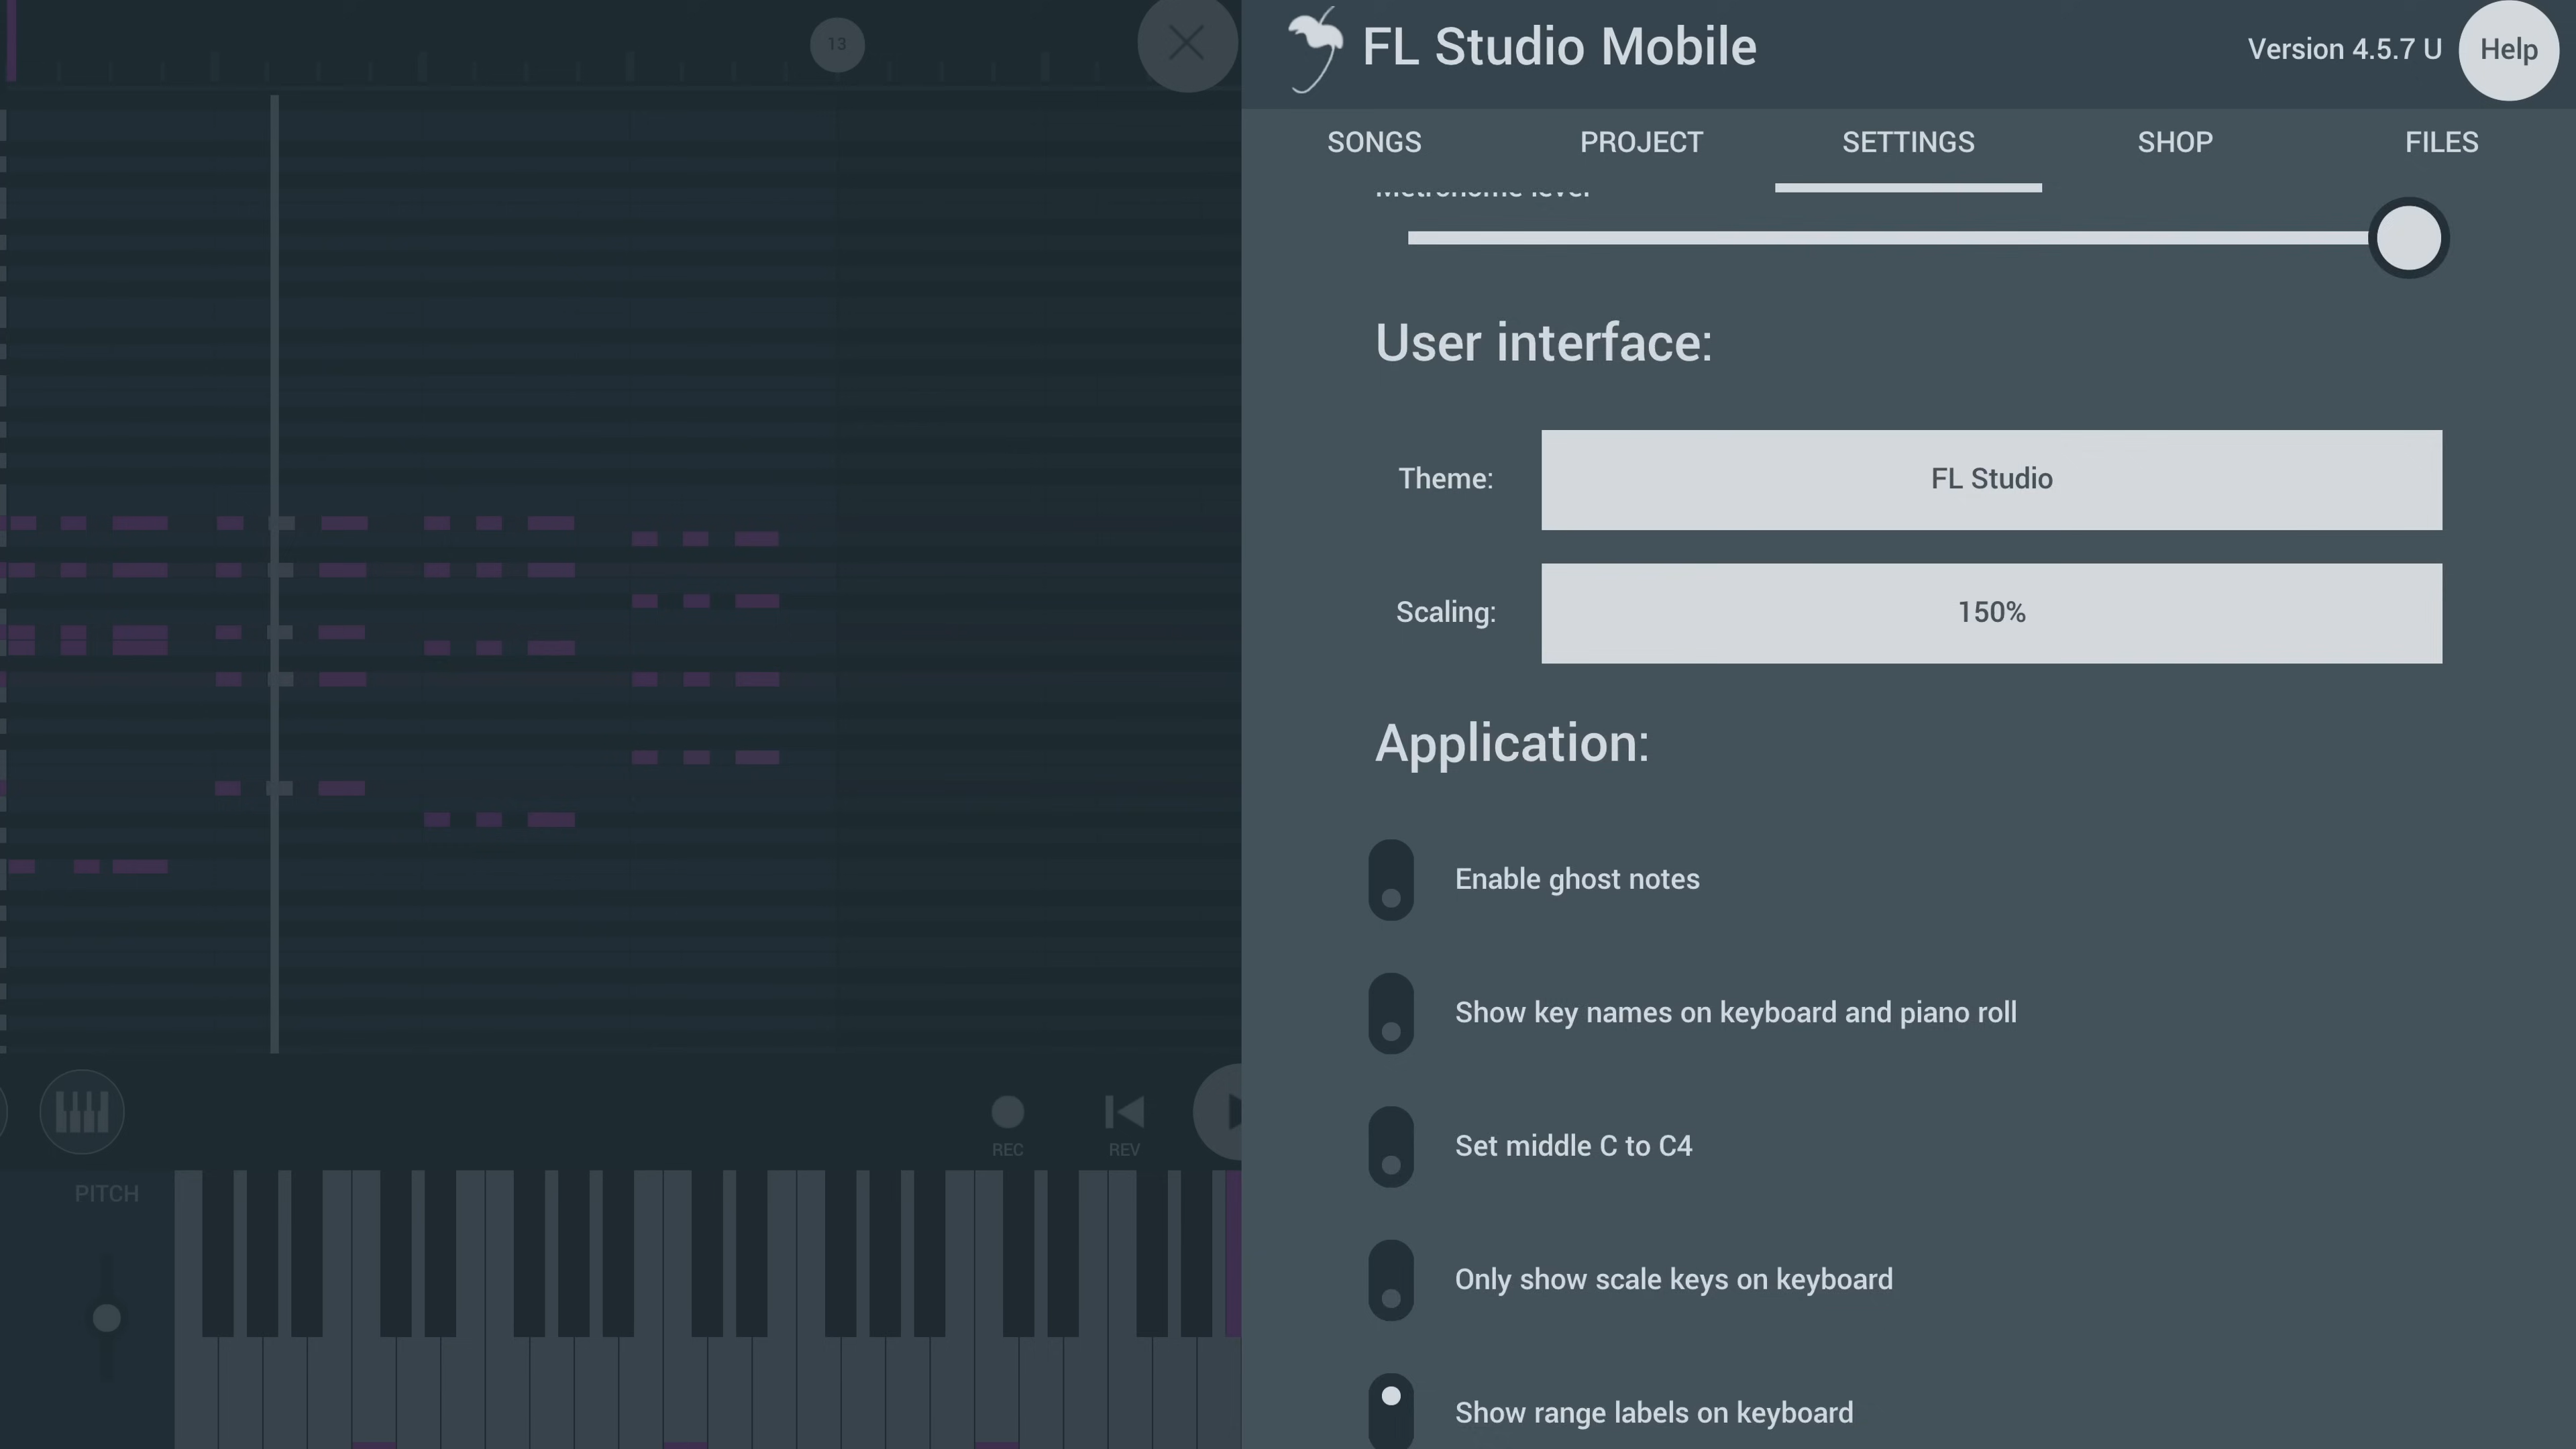 13
FL Studio Mobile
Version 4.5.7 U
Help
SONGS
PROJECT
SETTINGS
SHOP
FILES
Metronome level
User interface:
Theme:
FL Studio
Scaling:
150%
Application:
Enable ghost notes
Show key names on keyboard and piano roll
Set middle C to C4
Only show scale keys on keyboard
Show range labels on keyboard
REC
REV
PITCH